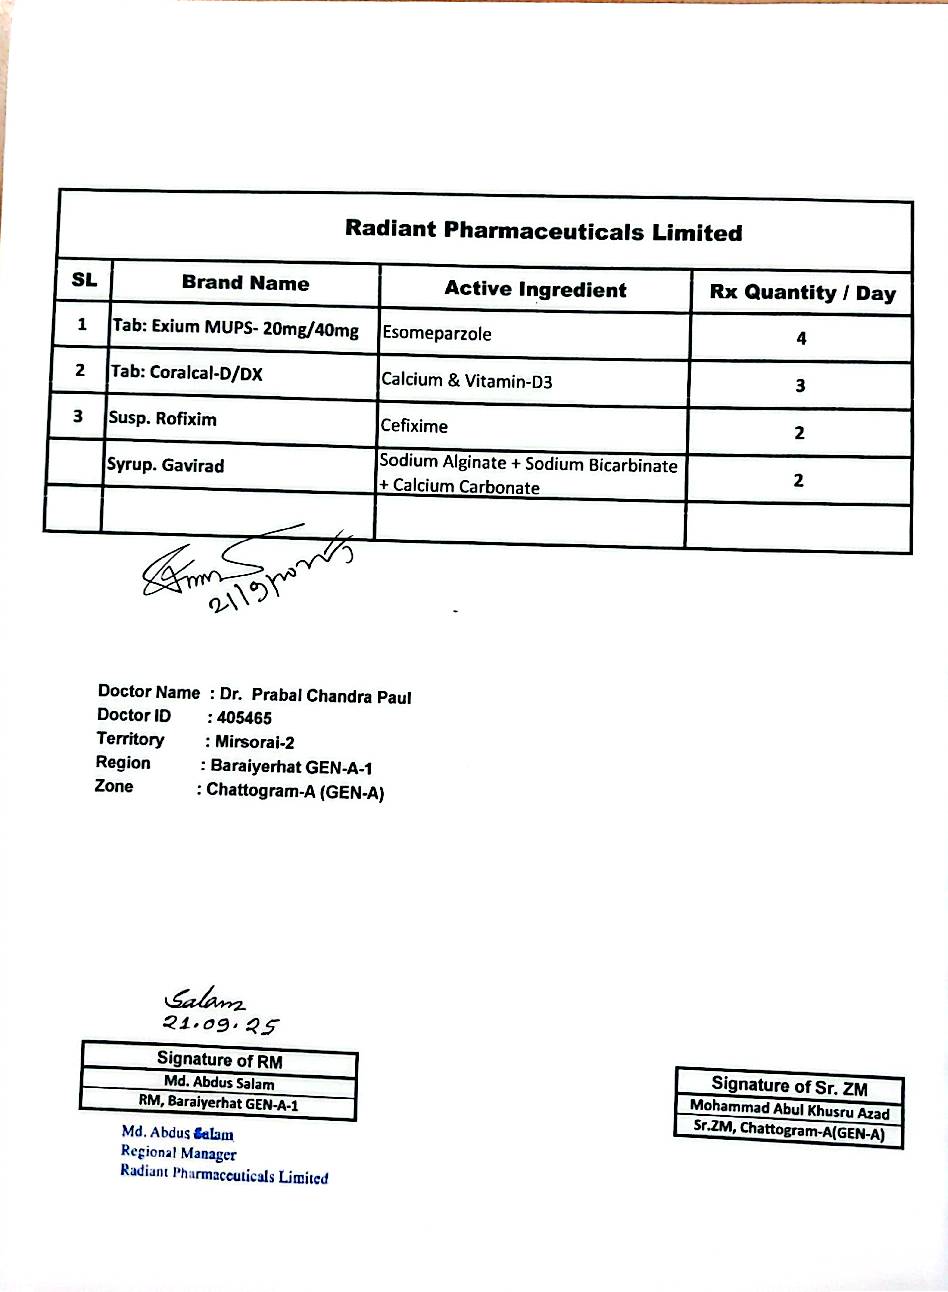 Radiant Pharmaceuticals Limited
SL Brand Name Active Ingredient Rx Quantity / Day
1 Tab: Exium MUPS- 20mg/40mg Esomeparzole 4
2 Tab: Coralcal-D/DX Calcium & Vitamin-D3 3
3 Susp. Rofixim Cefixime 2
Syrup. Gavirad Sodium Alginate + Sodium Bicarbinate + Calcium Carbonate 2
Doctor Name : Dr. Prabal Chandra Paul
Doctor ID : 405465
Territory : Mirsorai-2
Region : Baraiyerhat GEN-A-1
Zone : Chattogram-A (GEN-A)
Salam
21.09.25
Signature of RM
Md. Abdus Salam
RM, Baraiyerhat GEN-A-1
Md. Abdus Salam
Regional Manager
Radiant Pharmaceuticals Limited
Signature of Sr. ZM
Mohammad Abul Khusru Azad
Sr.ZM, Chattogram-A(GEN-A)